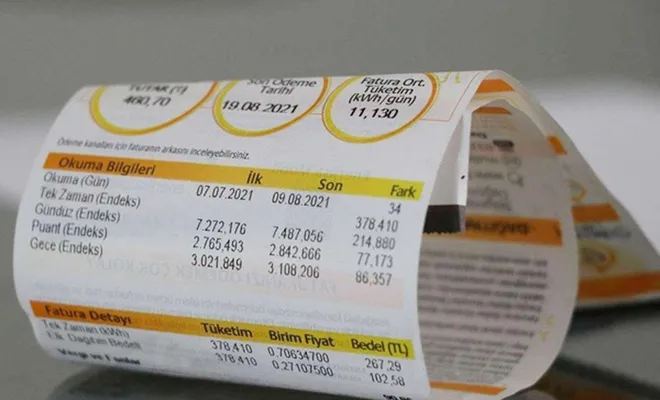 TUTAR (TL)
460,70
Son Ödeme
Tarihi
19.08.2021
Fatura Ort.
Tüketim
(kWh/gün)
11,130
Ödeme kanalları için faturanın arkasını inceleyebilirsiniz.
Okuma Bilgileri İlk Son Fark
Okuma (Gün) 07.07.2021 09.08.2021 34
Tek Zaman (Endeks) 378,410
Gündüz (Endeks) 7.272,176 7.487,056 214,880
Puant (Endeks) 2.765,493 2.842,666 77,173
Gece (Endeks) 3.021,849 3.108,206 86,357
Fatura Detayı Tüketim Birim Fiyat Bedel (TL)
Tek Zaman (kWh) 378,410 0,70634700 267,29
Elk. Dağıtım Bedeli 378,410 0,27107500 102,58
Vergi ve Fonlar